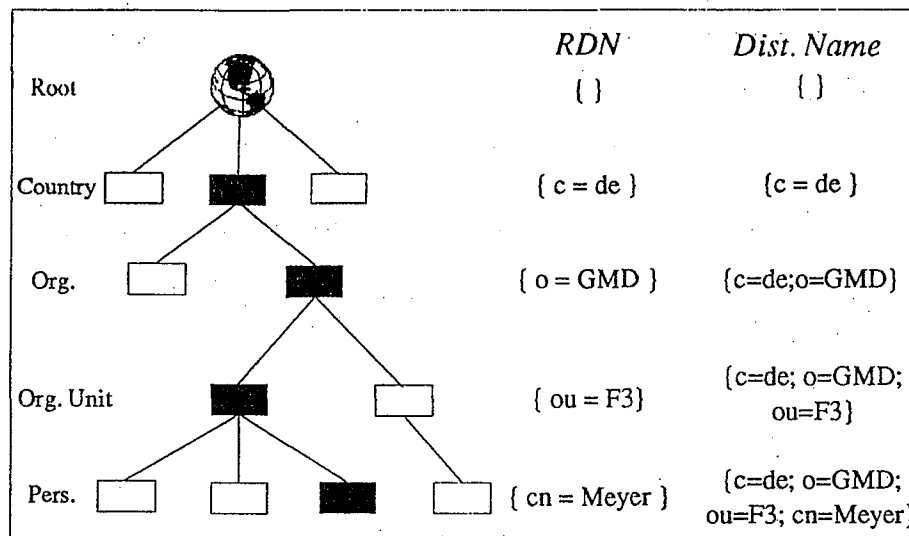 RDN Dist. Name
Root { } { }
Country { c = de } {c = de }
Org. { o = GMD } {c=de;o=GMD}
Org. Unit { ou = F3} {c=de; o=GMD;
ou=F3}
Pers. { cn = Meyer } {c=de; o=GMD;
ou=F3; cn=Meyer}